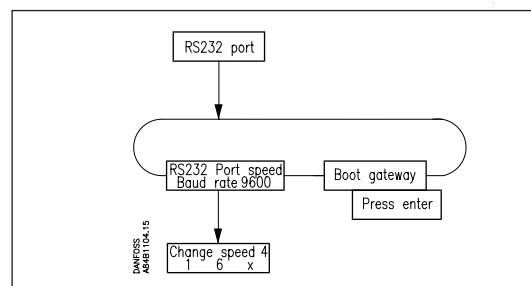 RS232 port
RS232 Port speed
Baud rate 9600
Boot gateway
Press enter
Change speed 4
1 6 x
DANFOSS
A84B1104.15